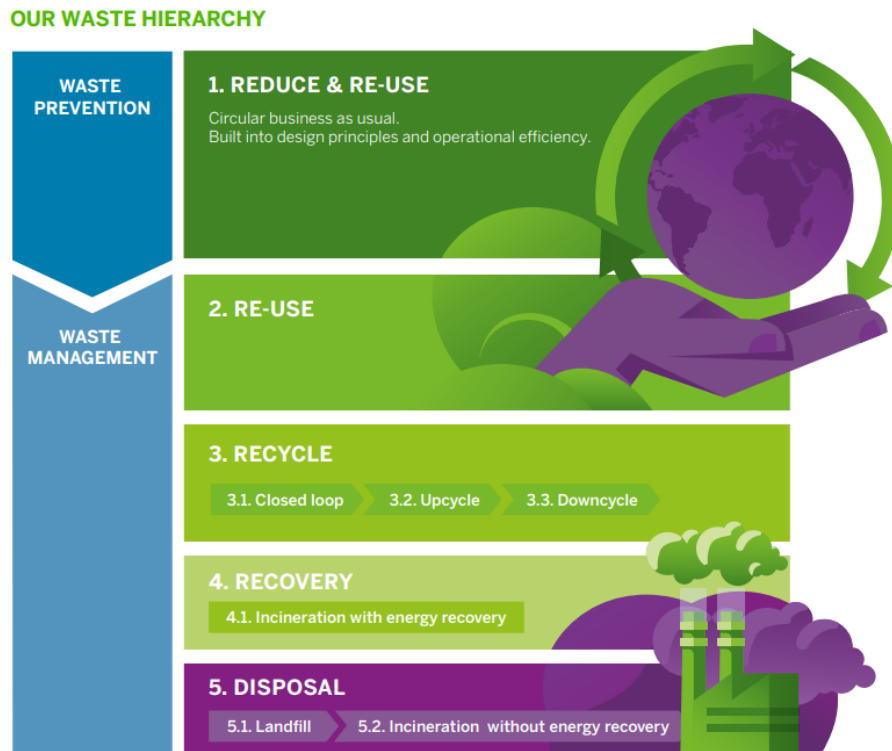 OUR WASTE HIERARCHY
WASTE
PREVENTION
1. REDUCE & RE-USE
Circular business as usual.
Built into design principles and operational efficiency.
WASTE
MANAGEMENT
2. RE-USE
3. RECYCLE
3.1. Closed loop
3.2. Upcycle
3.3. Downcycle
4. RECOVERY
4.1. Incineration with energy recovery
5. DISPOSAL
5.1. Landfill
5.2. Incineration without energy recovery